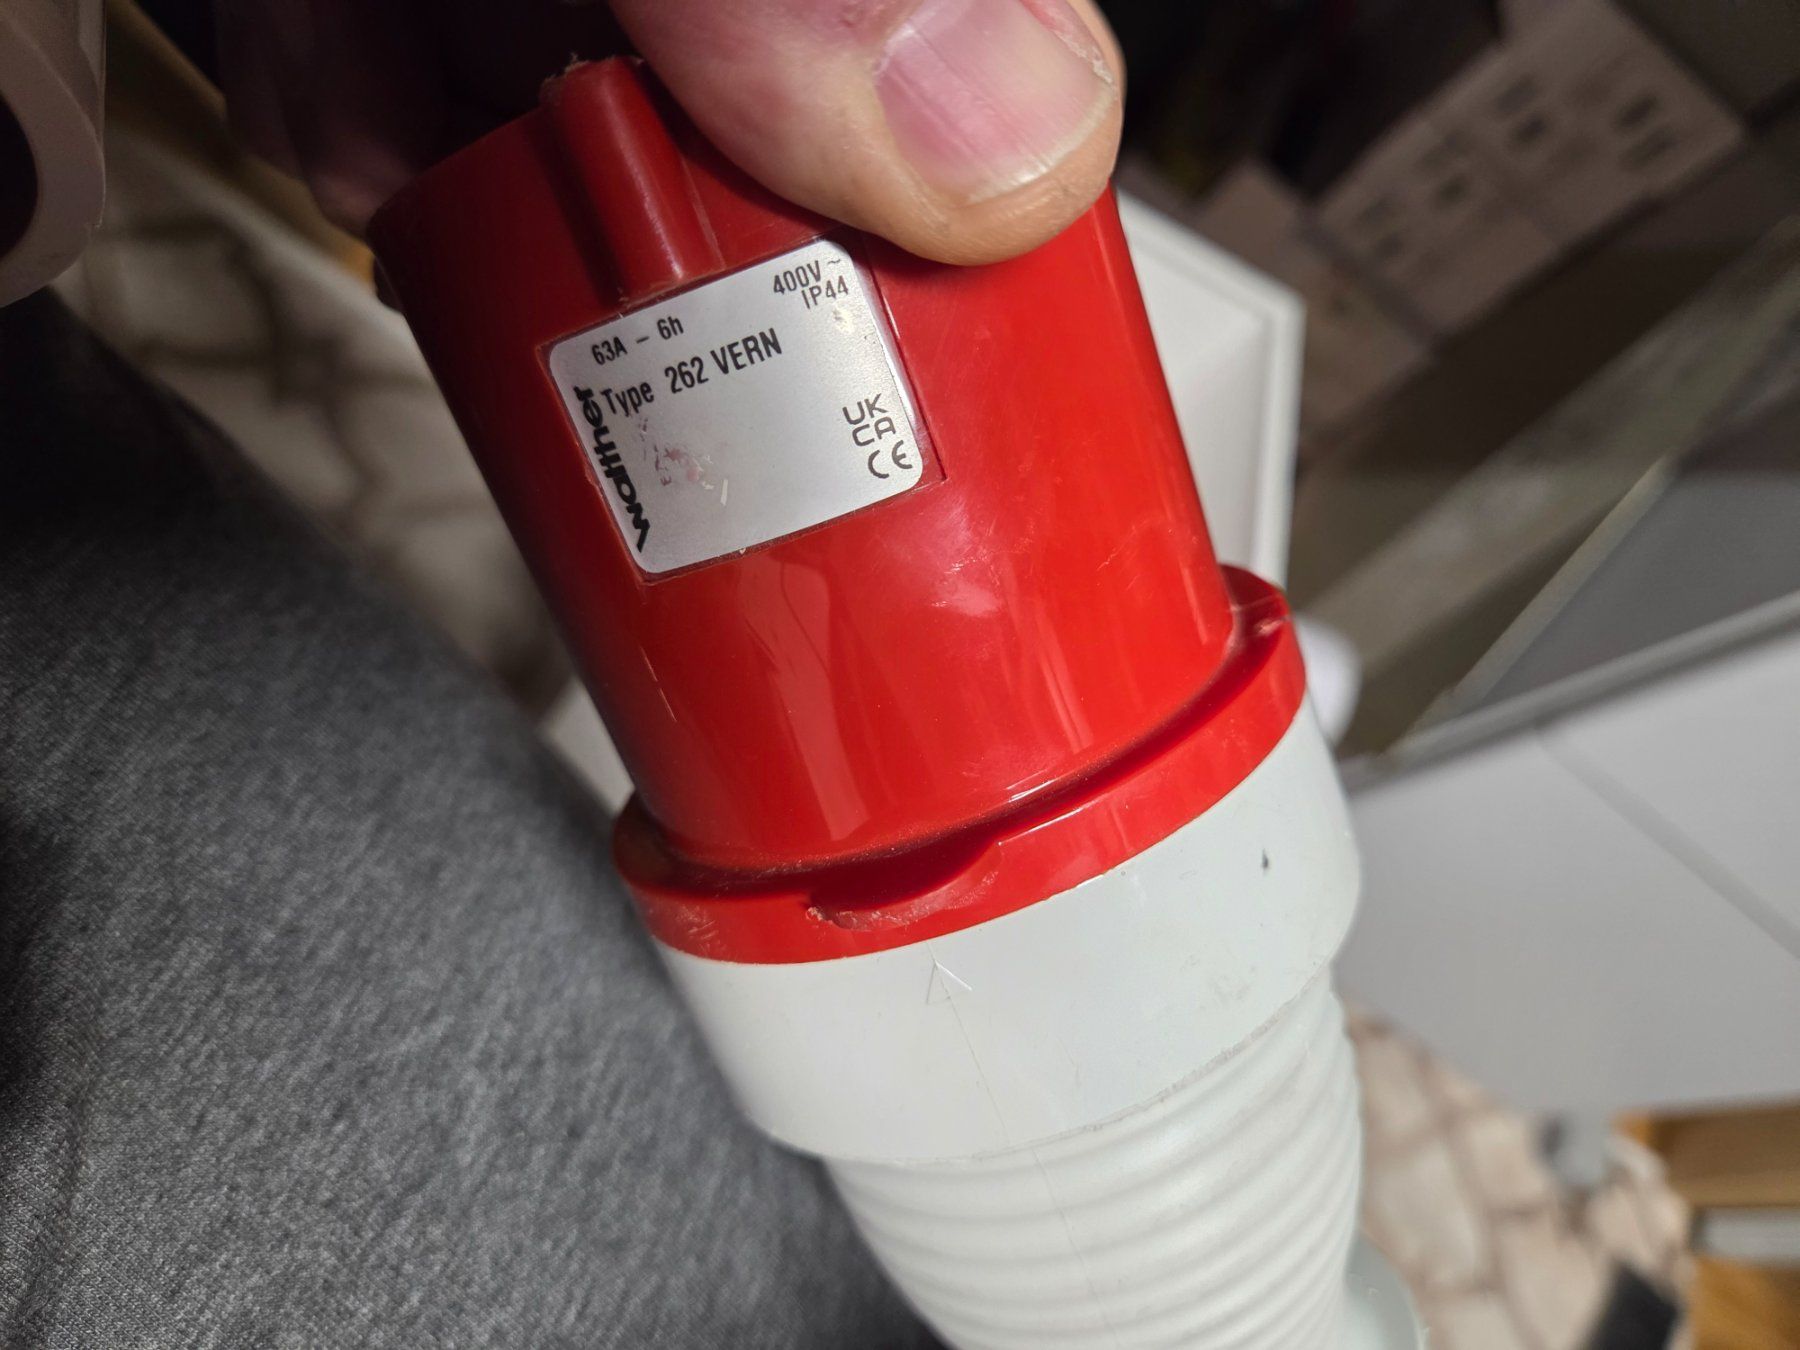 63A - 6h
400V ~
IP44
Type 262 VERN
Walther
UK
CA
CE